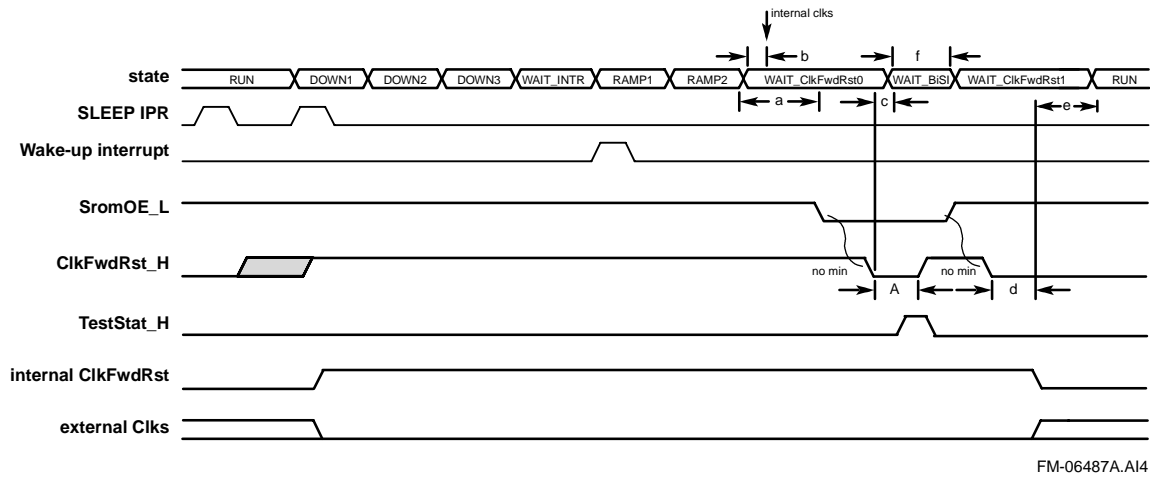 internal clks
b
f
state
RUN
DOWN1
DOWN2
DOWN3
WAIT_INTR
RAMP1
RAMP2
WAIT_ClkFwdRst0
WAIT_BiSI
WAIT_ClkFwdRst1
RUN
a
c
e
SLEEP IPR
Wake-up interrupt
SromOE_L
ClkFwdRst_H
no min
no min
A
d
TestStat_H
internal ClkFwdRst
external Clks
FM-06487A.AI4